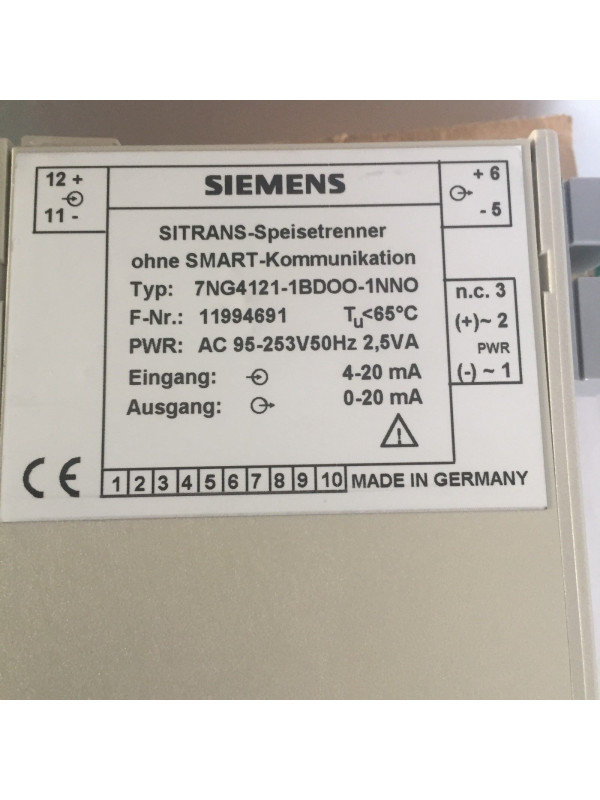 12 +
11 -
SIEMENS
+ 6
- 5
SITRANS-Speisetrenner
ohne SMART-Kommunikation
Typ: 7NG4121-1BDOO-1NNO
F-Nr.: 11994691 Tu<65°C
PWR: AC 95-253V50Hz 2,5VA
Eingang: 4-20 mA
Ausgang: 0-20 mA
n.c. 3
(+)~ 2
PWR
(-) ~ 1
CE
1 2 3 4 5 6 7 8 9 10 MADE IN GERMANY